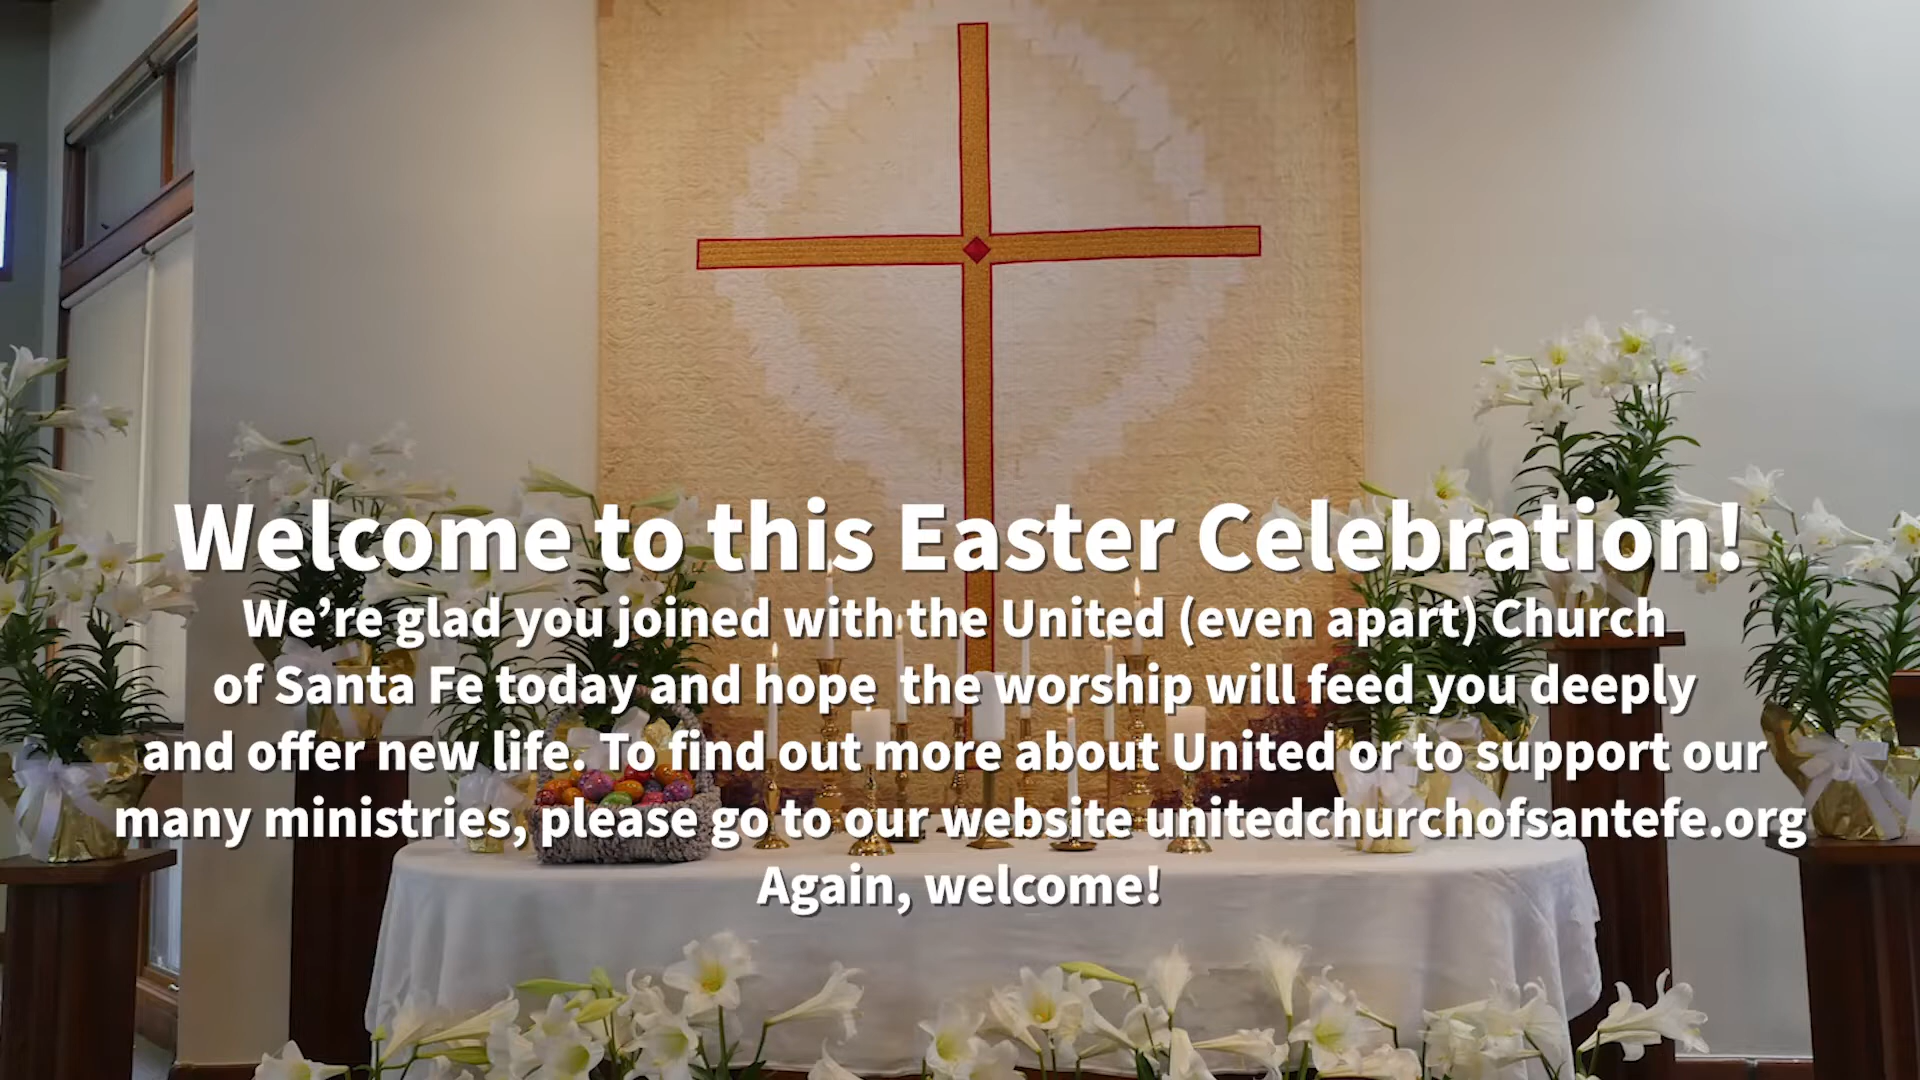 Welcome to this Easter Celebration!
We’re glad you joined with the United (even apart) Church
of Santa Fe today and hope the worship will feed you deeply
and offer new life. To find out more about United or to support our
many ministries, please go to our website unitedchurchofsantefe.org
Again, welcome!